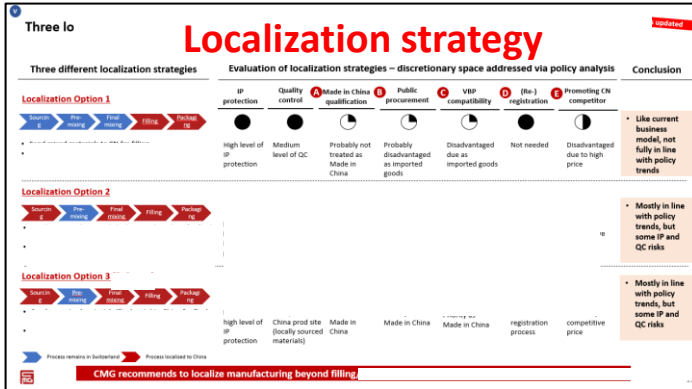 V
Three lo
Localization strategy
updated
Three different localization strategies
Evaluation of localization strategies – discretionary space addressed via policy analysis
Conclusion
Localization Option 1
IP protection
Quality control
A Made in China qualification
B Public procurement
C VBP compatibility
D (Re-) registration
E Promoting CN competitor
Sourcin g
Pre- mixing
Final mixing
Filling
Packagi ng
High level of IP protection
Medium level of QC
Probably not treated as Made in China
Probably disadvantaged as imported goods
Disadvantaged due as imported goods
Not needed
Disadvantaged due to high price
• Like current business model, not fully in line with policy trends
Localization Option 2
Sourcin g
Pre- mixing
Final mixing
Filling
Packagi ng
• Mostly in line with policy trends, but some IP and QC risks
Localization Option 3
Sourcin g
Pre- mixing
Final mixing
Filling
Packagi ng
high level of IP protection
China prod site (locally sourced materials)
Made in China
Made in China
Made in China
registration process
competitive price
• Mostly in line with policy trends, but some IP and QC risks
Process remains in Switzerland
Process localized to China
CMG
CMG recommends to localize manufacturing beyond filling,